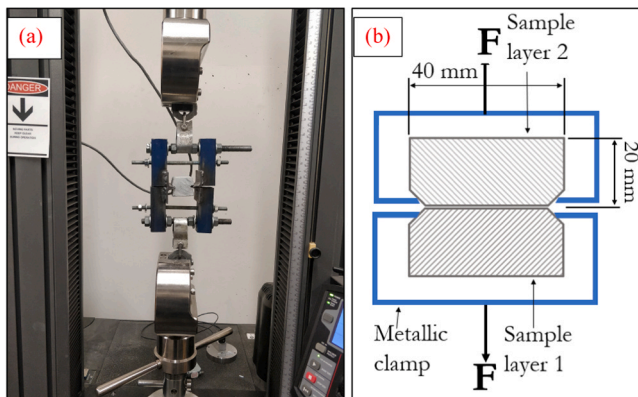 (a)
DANGER
(b)
F
Sample
layer 2
40 mm
20 mm
Metallic
clamp
Sample
layer 1
F